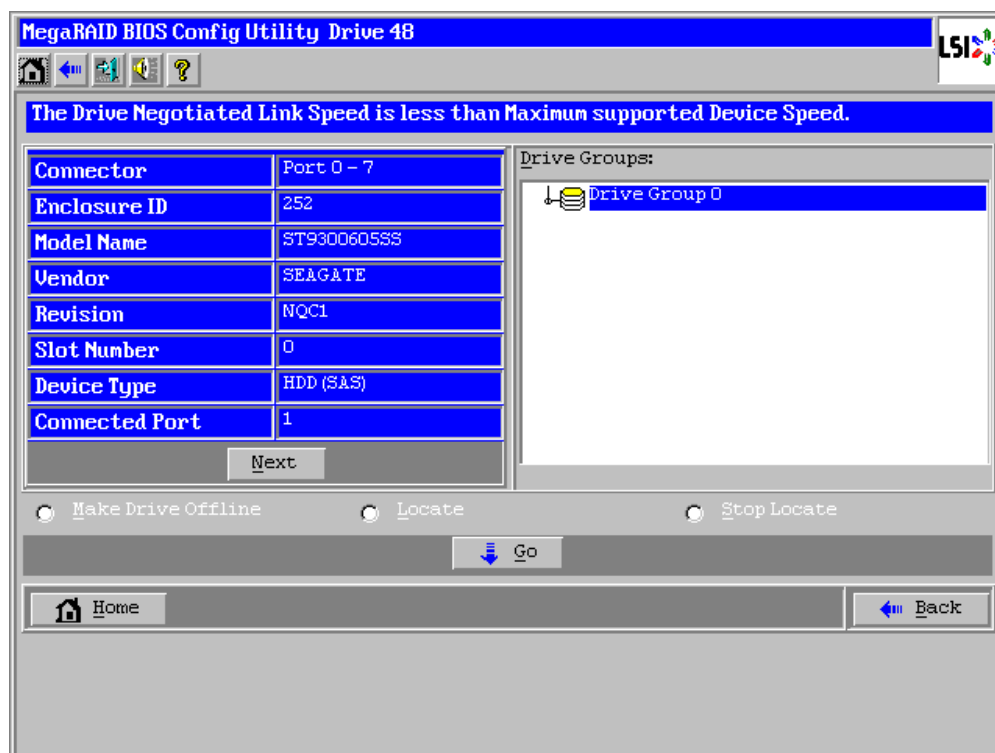 MegaRAID BIOS Config Utility Drive 48
LSI
The Drive Negotiated Link Speed is less than Maximum supported Device Speed.
Connector Port 0 - 7
Enclosure ID 252
Model Name ST9300605SS
Vendor SEAGATE
Revision NQC1
Slot Number 0
Device Type HDD (SAS)
Connected Port 1
Next
Drive Groups:
Drive Group 0
Make Drive Offline Locate Stop Locate
Go
Home Back